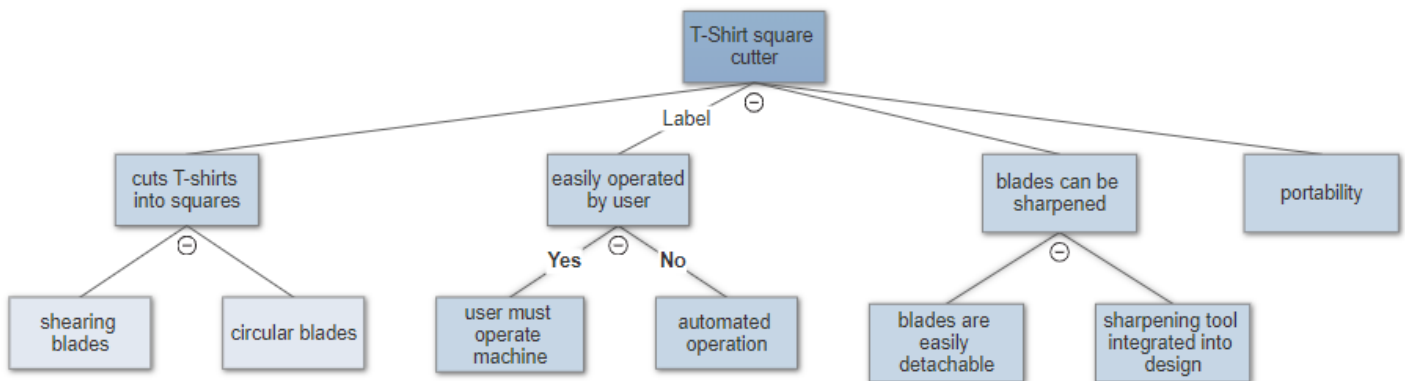 T-Shirt square
cutter
Label
cuts T-shirts
into squares
easily operated
by user
blades can be
sharpened
portability
Yes
No
shearing
blades
circular blades
user must
operate
machine
automated
operation
blades are
easily
detachable
sharpening tool
integrated into
design